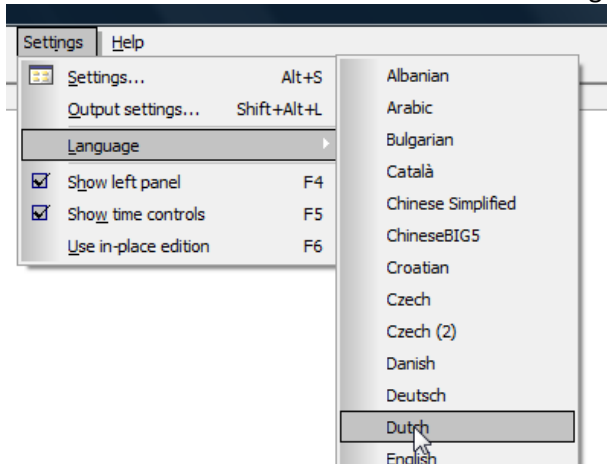 Settings Help
Settings... Alt+S
Output settings... Shift+Alt+L
Language
Show left panel F4
Show time controls F5
Use in-place edition F6
Albanian
Arabic
Bulgarian
Català
Chinese Simplified
ChineseBIG5
Croatian
Czech
Czech (2)
Danish
Deutsch
Dutch
English